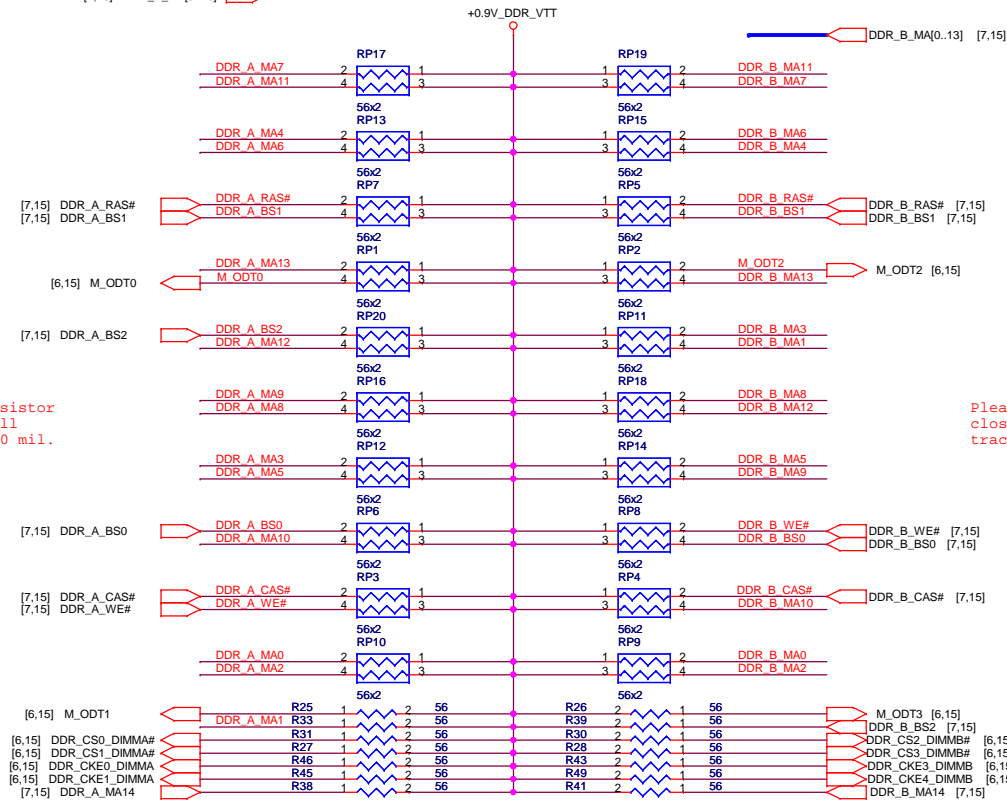 +0.9V_DDR_VTT
DDR_B_MA[0..13] [7,15]
RP17 RP19
DDR_A_MA7 2 1 1 2 DDR_B_MA11
DDR_A_MA11 4 3 3 4 DDR_B_MA7
56x2 56x2
RP13 RP15
DDR_A_MA4 2 1 1 2 DDR_B_MA6
DDR_A_MA6 4 3 3 4 DDR_B_MA4
56x2 56x2
RP7 RP5
[7,15] DDR_A_RAS# DDR_A_RAS# 2 1 1 2 DDR_B_RAS# DDR_B_RAS# [7,15]
[7,15] DDR_A_BS1 DDR_A_BS1 4 3 3 4 DDR_B_BS1 DDR_B_BS1 [7,15]
56x2 56x2
RP1 RP2
DDR_A_MA13 2 1 1 2 M_ODT2 M_ODT2 [6,15]
[6,15] M_ODT0 M_ODT0 4 3 3 4 DDR_B_MA13
56x2 56x2
RP20 RP11
[7,15] DDR_A_BS2 DDR_A_BS2 2 1 1 2 DDR_B_MA3
DDR_A_MA12 4 3 3 4 DDR_B_MA1
56x2 56x2
RP16 RP18
DDR_A_MA9 2 1 1 2 DDR_B_MA8
DDR_A_MA8 4 3 3 4 DDR_B_MA12
sistor
ll
0 mil.
Plea
clos
trac
56x2 56x2
RP12 RP14
DDR_A_MA3 2 1 1 2 DDR_B_MA5
DDR_A_MA5 4 3 3 4 DDR_B_MA9
56x2 56x2
RP6 RP8
[7,15] DDR_A_BS0 DDR_A_BS0 2 1 1 2 DDR_B_WE# DDR_B_WE# [7,15]
DDR_A_MA10 4 3 3 4 DDR_B_BS0 DDR_B_BS0 [7,15]
56x2 56x2
RP3 RP4
[7,15] DDR_A_CAS# DDR_A_CAS# 2 1 1 2 DDR_B_CAS# DDR_B_CAS# [7,15]
[7,15] DDR_A_WE# DDR_A_WE# 4 3 3 4 DDR_B_MA10
56x2 56x2
RP10 RP9
DDR_A_MA0 2 1 1 2 DDR_B_MA0
DDR_A_MA2 4 3 3 4 DDR_B_MA2
56x2 56x2
[6,15] M_ODT1 R25 1 2 56 R26 2 1 56 M_ODT3 [6,15]
DDR_A_MA1 R33 1 2 56 R39 2 1 56 DDR_B_BS2 [7,15]
[6,15] DDR_CS0_DIMMA# R31 1 2 56 R30 2 1 56 DDR_CS2_DIMMB# [6,15
[6,15] DDR_CS1_DIMMA# R27 1 2 56 R28 2 1 56 DDR_CS3_DIMMB# [6,15
[6,15] DDR_CKE0_DIMMA R46 1 2 56 R43 2 1 56 DDR_CKE3_DIMMB [6,15
[6,15] DDR_CKE1_DIMMA R45 1 2 56 R49 2 1 56 DDR_CKE4_DIMMB [6,15
[7,15] DDR_A_MA14 R38 1 2 56 R41 2 1 56 DDR_B_MA14 [7,15]